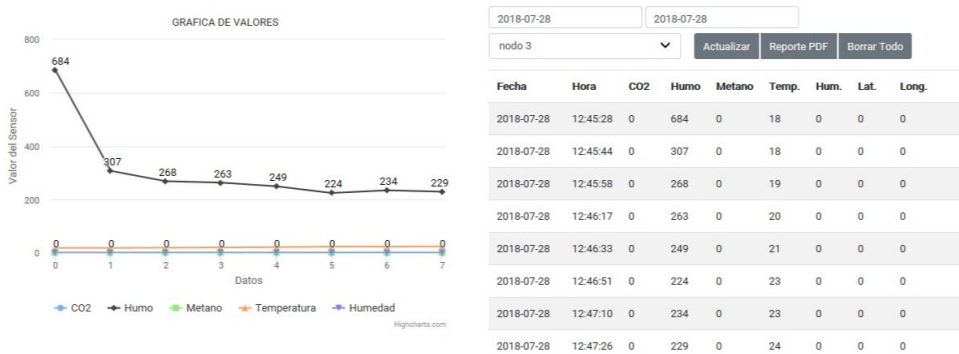 GRAFICA DE VALORES
800
600
400
200
0
Valor del Sensor
684
307
268
263
249
224
234
229
0 0 0 0 0 0 0 0
0 1 2 3 4 5 6 7
Datos
CO2 Humo Metano Temperatura Humedad
Highcharts.com
2018-07-28 2018-07-28
nodo 3 Actualizar Reporte PDF Borrar Todo
Fecha Hora CO2 Humo Metano Temp. Hum. Lat. Long.
2018-07-28 12:45:28 0 684 0 18 0 0 0
2018-07-28 12:45:44 0 307 0 18 0 0 0
2018-07-28 12:45:58 0 268 0 19 0 0 0
2018-07-28 12:46:17 0 263 0 20 0 0 0
2018-07-28 12:46:33 0 249 0 21 0 0 0
2018-07-28 12:46:51 0 224 0 23 0 0 0
2018-07-28 12:47:10 0 234 0 23 0 0 0
2018-07-28 12:47:26 0 229 0 24 0 0 0